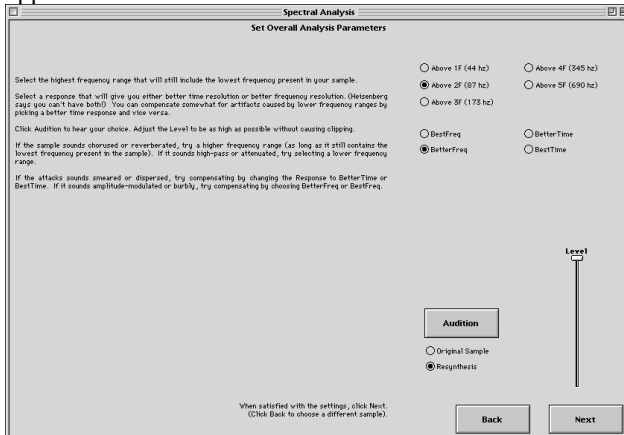 Spectral Analysis
Set Overall Analysis Parameters
Select the highest frequency range that will still include the lowest frequency present in your sample.
Select a response that will give you either better time resolution or better frequency resolution. (Heisenberg
says you can't have both!) You can compensate somewhat for artifacts caused by lower frequency ranges by
picking a better time response and vice versa.
Click Audition to hear your choice. Adjust the Level to be as high as possible without causing clipping.
If the sample sounds chorused or reverberated, try a higher frequency range (as long as it still contains the
lowest frequency present in the sample). If it sounds high-pass or attenuated, try selecting a lower frequency
range.
If the attacks sounds smeared or dispersed, try compensating by changing the Response to BetterTime or
BestTime. If it sounds amplitude-modulated or burbly, try compensating by choosing BetterFreq or BestFreq.
Above 1F (44 hz)
Above 4F (345 hz)
Above 2F (87 hz)
Above 5F (690 hz)
Above 3F (173 hz)
BestFreq
BetterTime
BetterFreq
BestTime
Level
Audition
Original Sample
Resynthesis
When satisfied with the settings, click Next.
(Click Back to choose a different sample).
Back
Next